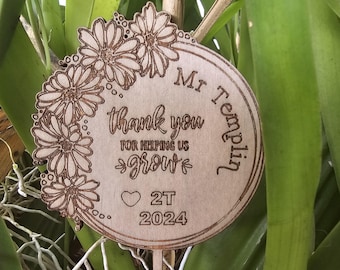 Mr Templin
thank you
FOR HELPING US
grow
2T
2024